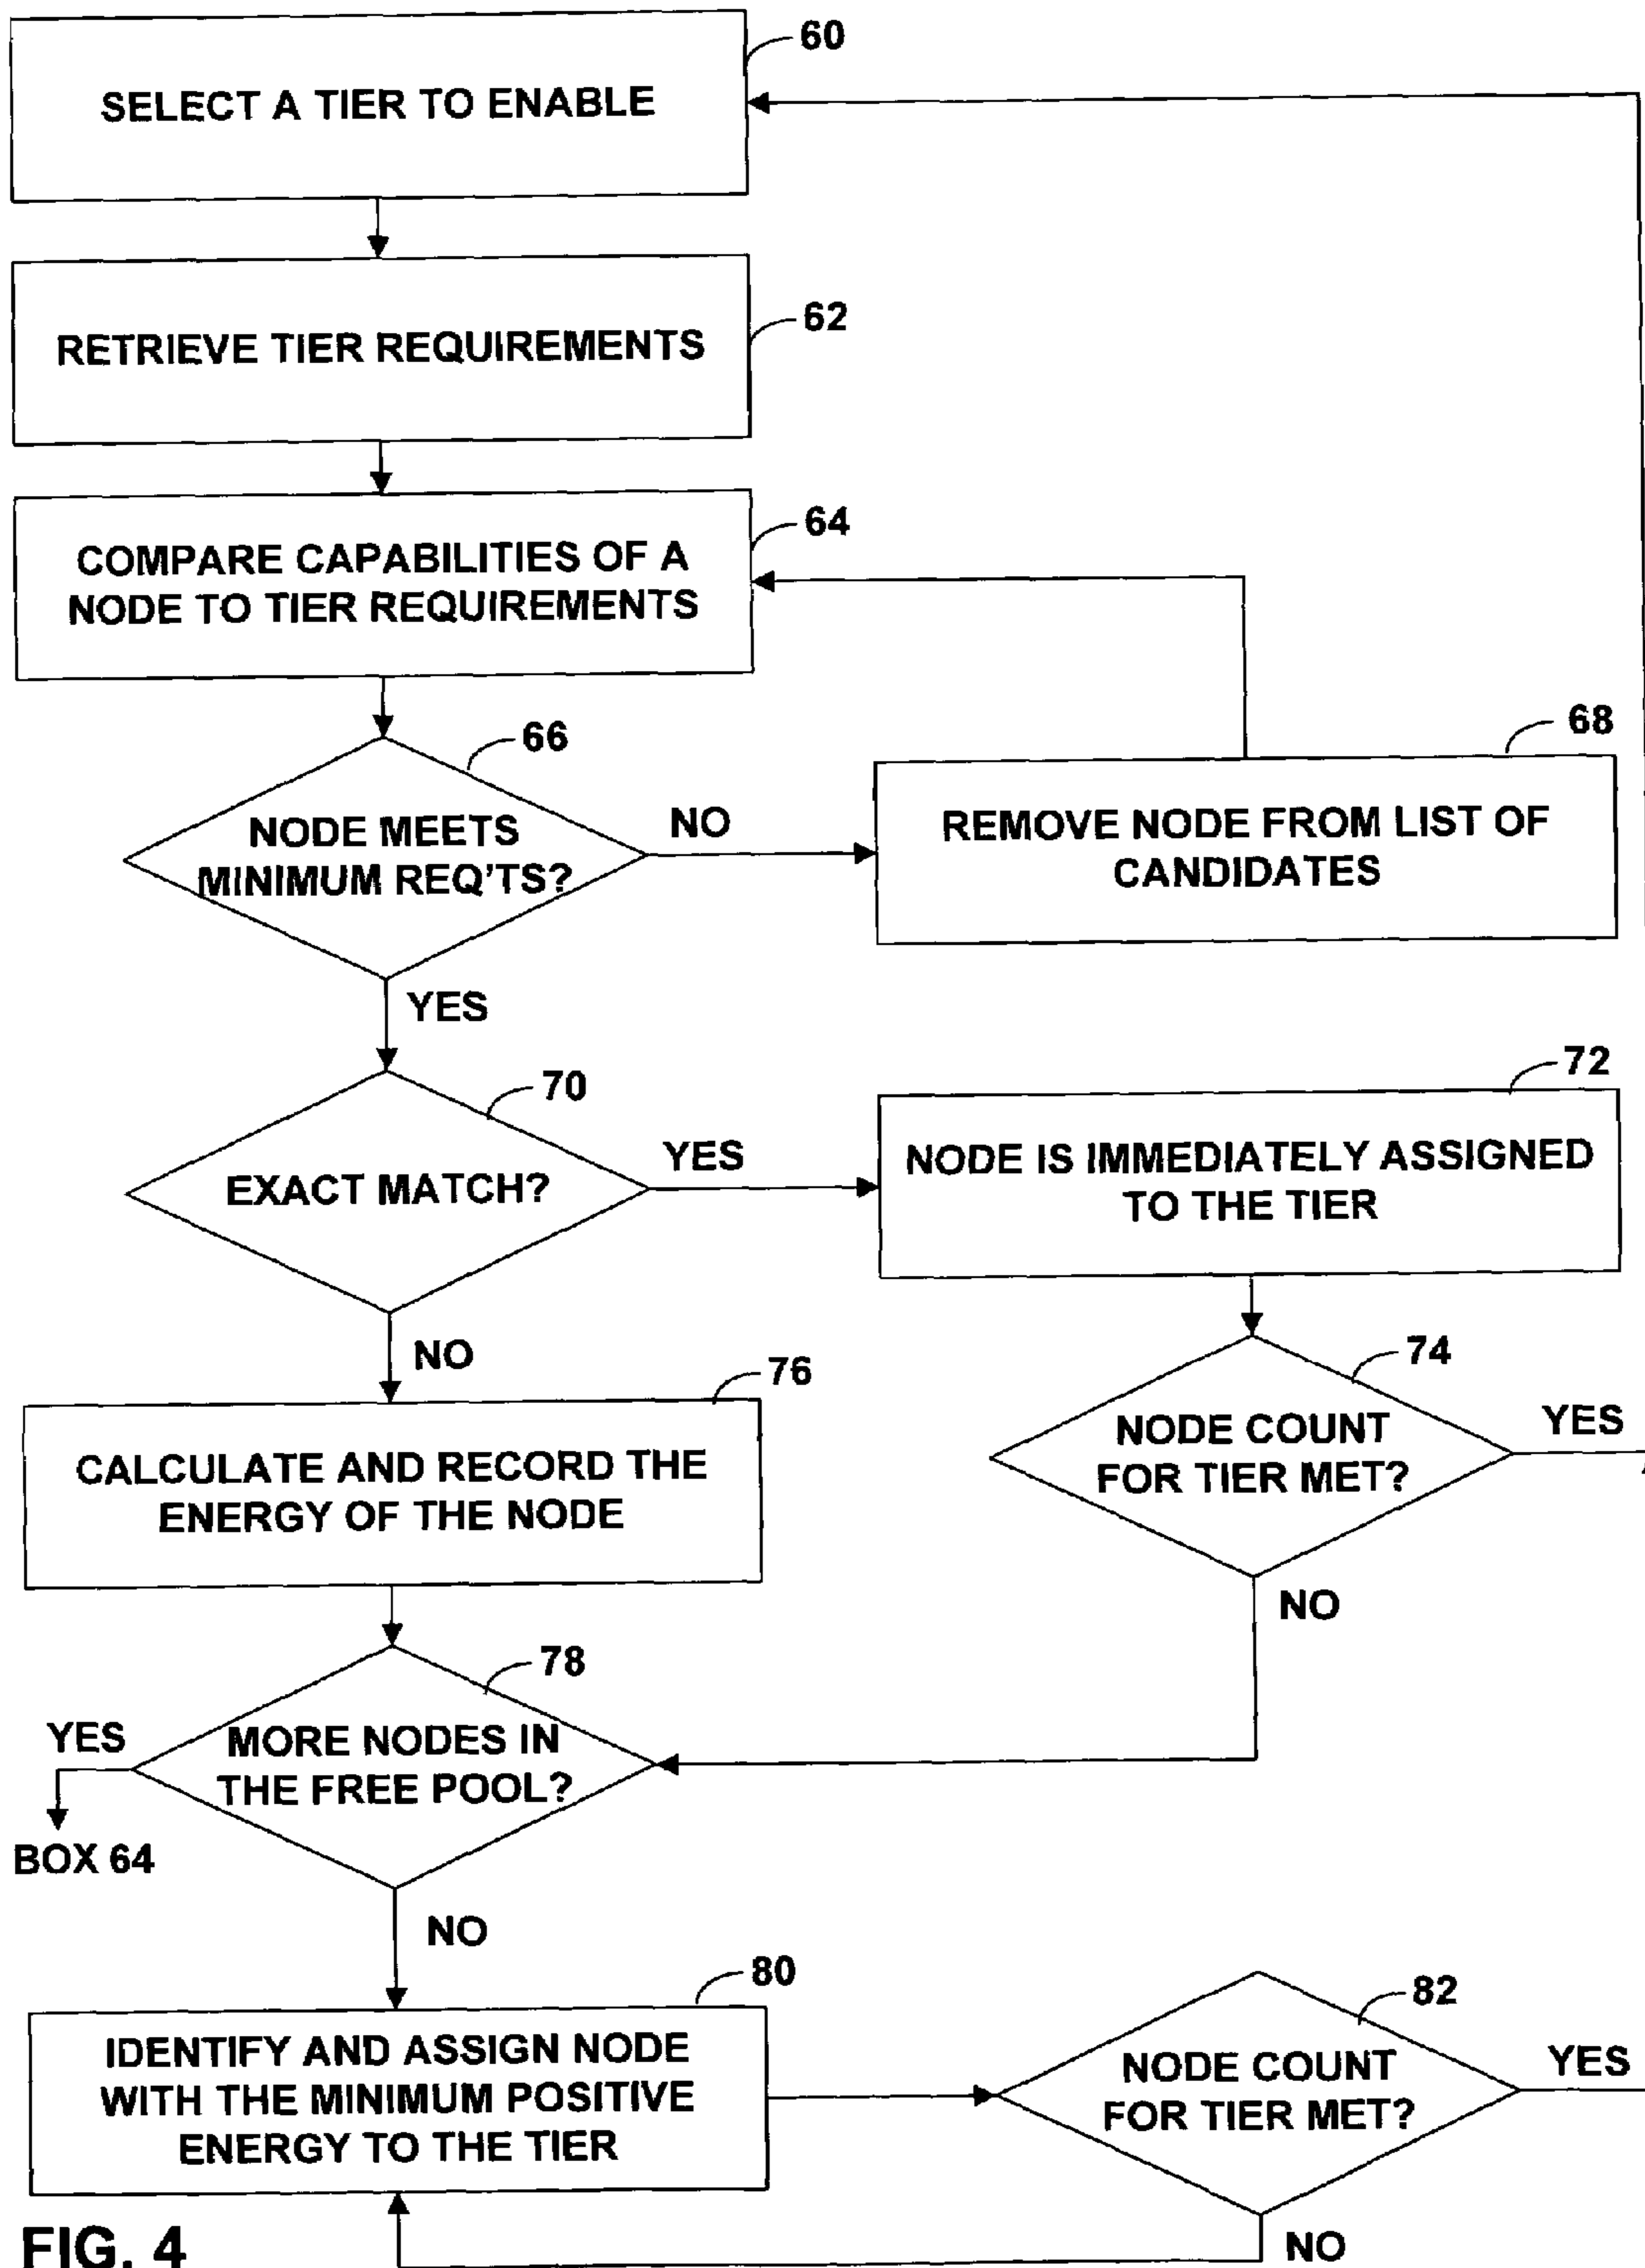 60
SELECT A TIER TO ENABLE
62
RETRIEVE TIER REQUIREMENTS
64
COMPARE CAPABILITIES OF A
NODE TO TIER REQUIREMENTS
66
NODE MEETS
MINIMUM REQ'TS?
NO
68
REMOVE NODE FROM LIST OF
CANDIDATES
YES
70
EXACT MATCH?
YES
72
NODE IS IMMEDIATELY ASSIGNED
TO THE TIER
NO
74
NODE COUNT
FOR TIER MET?
YES
NO
76
CALCULATE AND RECORD THE
ENERGY OF THE NODE
78
MORE NODES IN
THE FREE POOL?
YES
BOX 64
NO
80
IDENTIFY AND ASSIGN NODE
WITH THE MINIMUM POSITIVE
ENERGY TO THE TIER
82
NODE COUNT
FOR TIER MET?
YES
NO
FIG. 4